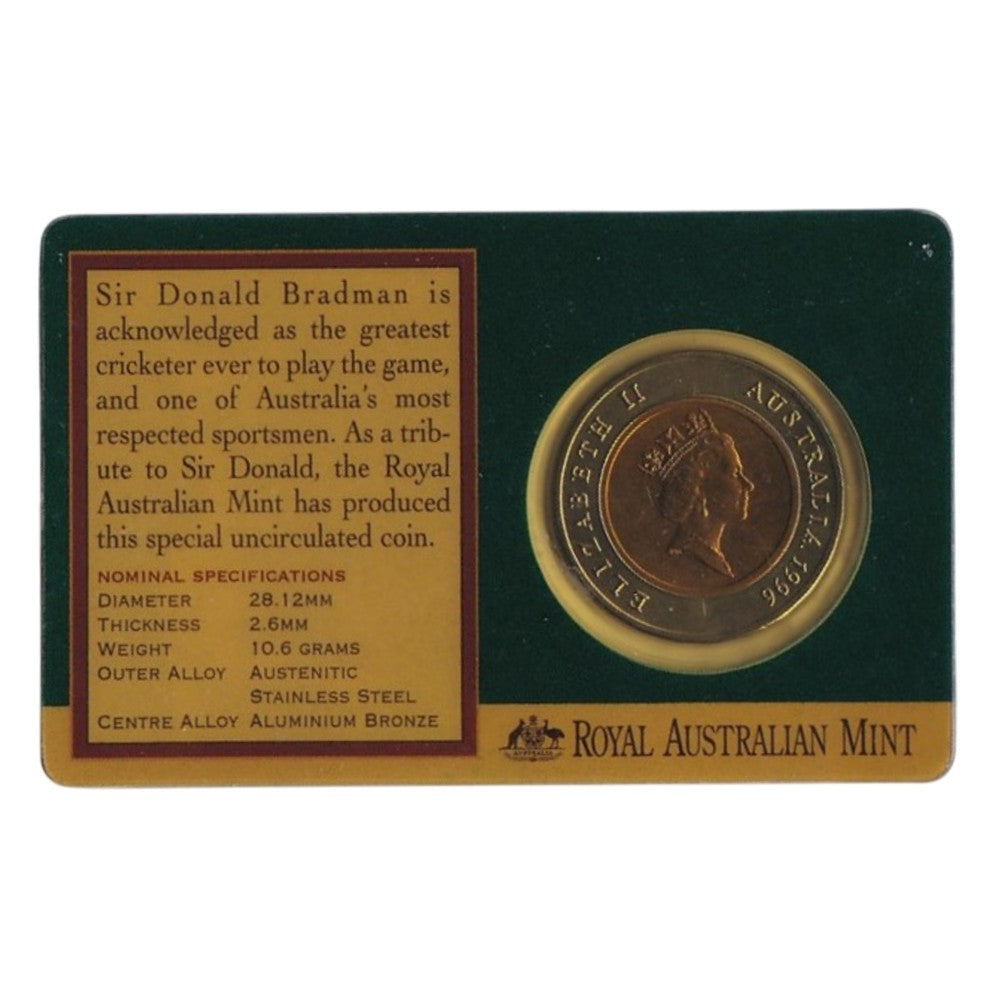 Sir Donald Bradman is
acknowledged as the greatest
cricketer ever to play the game,
and one of Australia's most
respected sportsmen. As a trib-
ute to Sir Donald, the Royal
Australian Mint has produced
this special uncirculated coin.
NOMINAL SPECIFICATIONS
DIAMETER 28.12MM
THICKNESS 2.6MM
WEIGHT 10.6 GRAMS
OUTER ALLOY AUSTENITIC
STAINLESS STEEL
CENTRE ALLOY ALUMINIUM BRONZE
ELIZABETH II AUSTRALIA 1996
AUSTRALIA
ROYAL AUSTRALIAN MINT